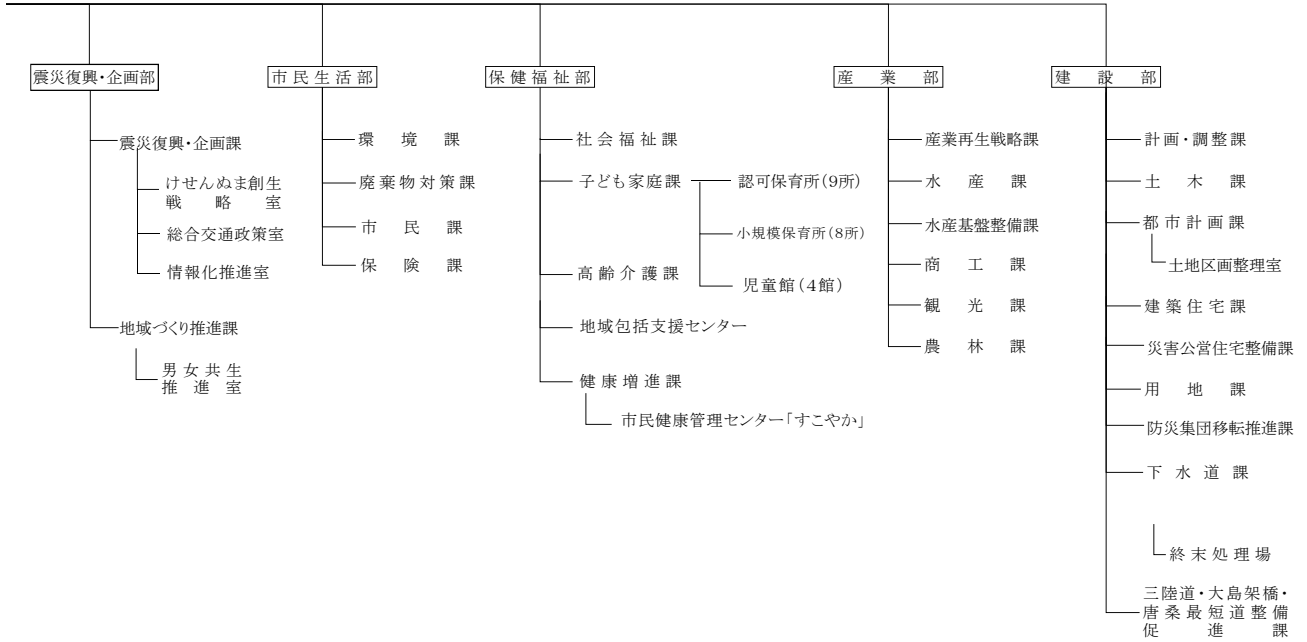 震災復興・企画部
震災復興・企画課
けせんぬま創生
戦略室
総合交通政策室
情報化推進室
地域づくり推進課
男女共生
推進室
市民生活部
環境課
廃棄物対策課
市民課
保険課
保健福祉部
社会福祉課
子ども家庭課
認可保育所(9所)
小規模保育所(8所)
児童館(4館)
高齢介護課
地域包括支援センター
健康増進課
市民健康管理センター「すこやか」
産業部
産業再生戦略課
水産課
水産基盤整備課
商工課
観光課
農林課
建設部
計画・調整課
土木課
都市計画課
土地区画整理室
建築住宅課
災害公営住宅整備課
用地課
防災集団移転推進課
下水道課
終末処理場
三陸道・大島架橋・
唐桑最短道整備
促進課